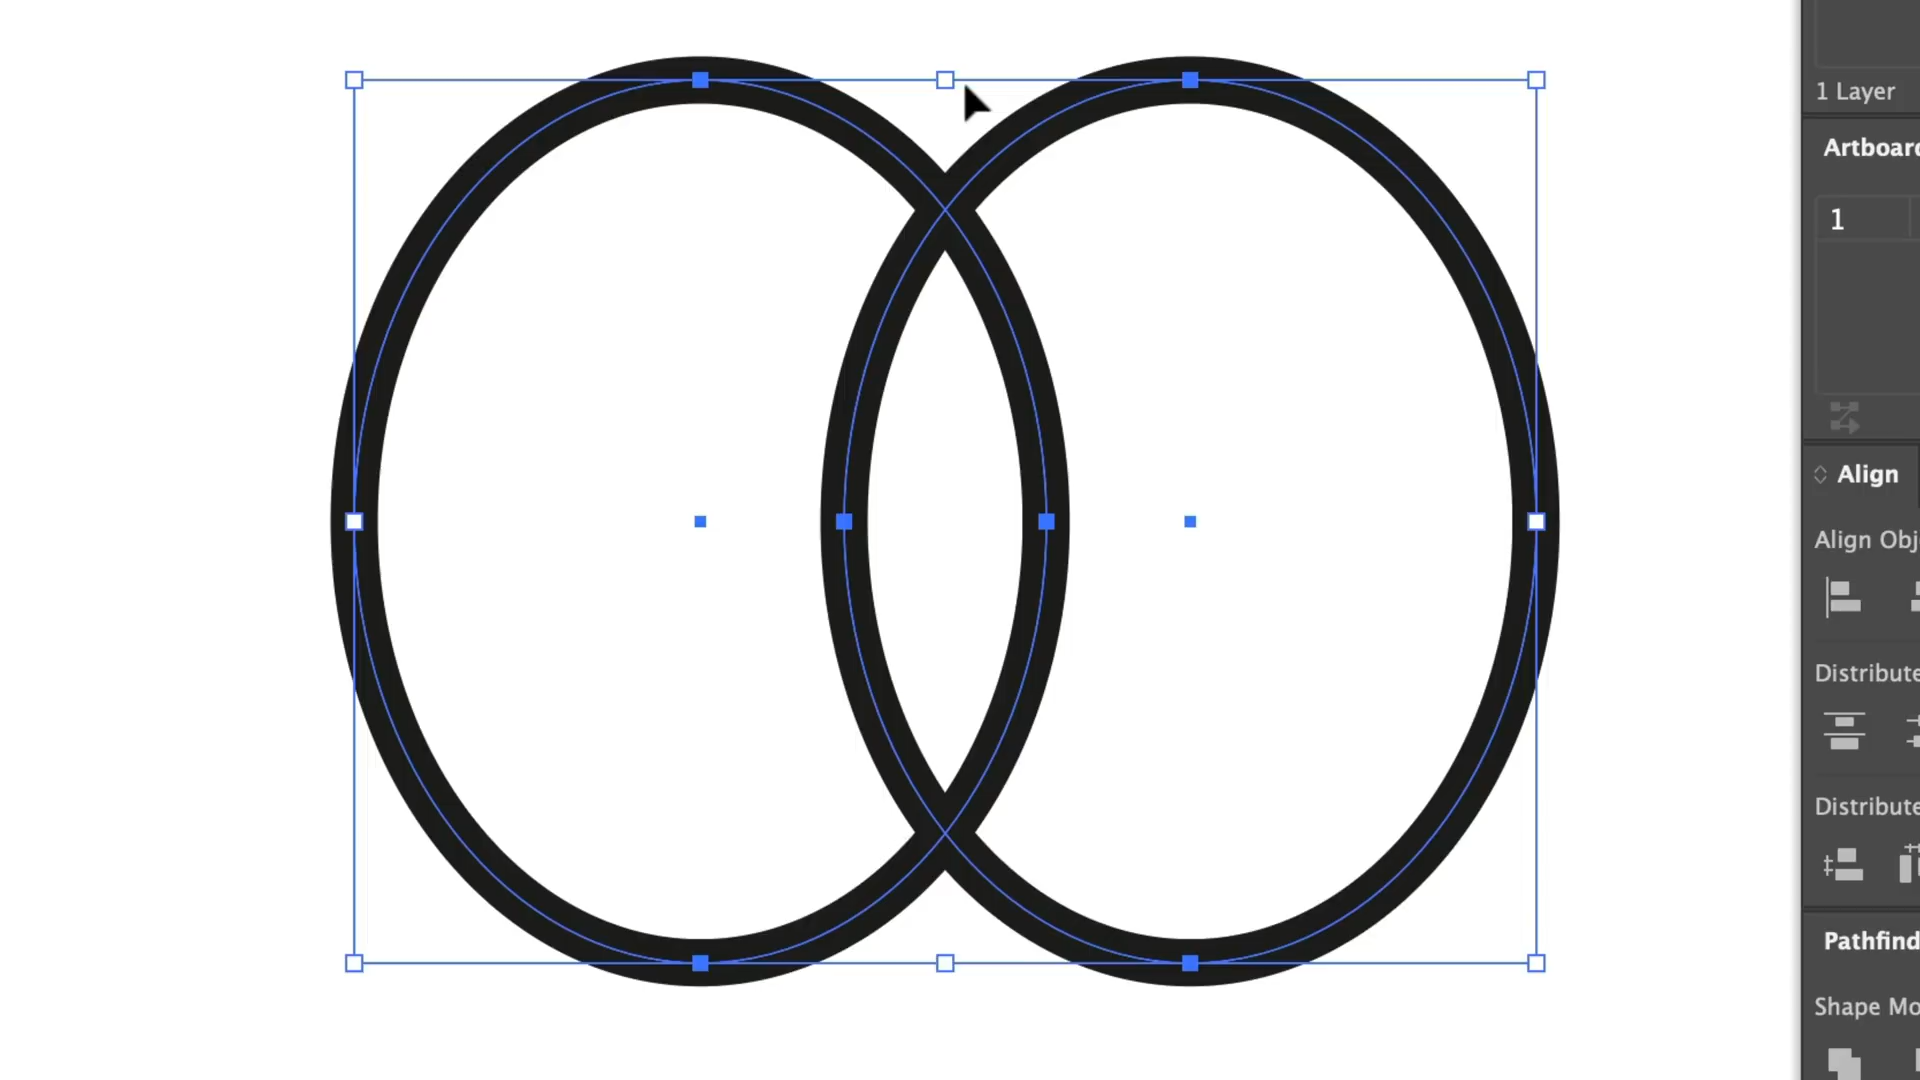 1 Layer
Artboard
1
Align
Align Obj
Distribute
Distribute
Pathfind
Shape Mo